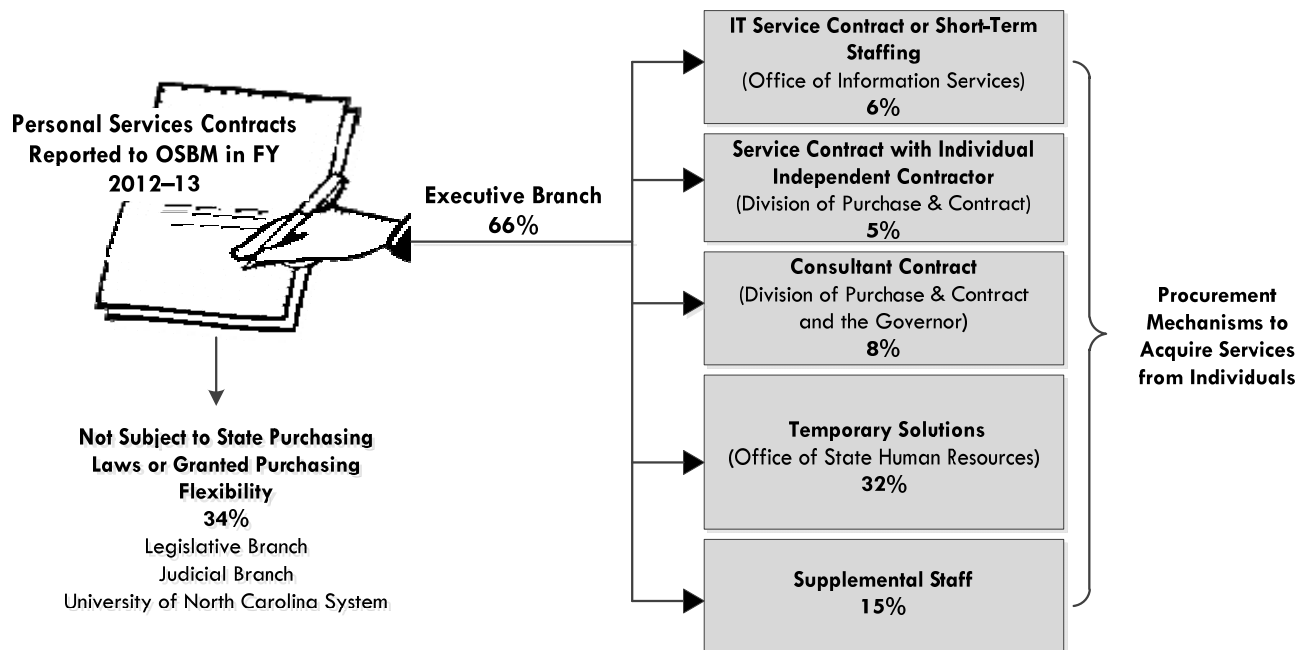 Personal Services Contracts
Reported to OSBM in FY
2012–13
Not Subject to State Purchasing
Laws or Granted Purchasing
Flexibility
34%
Legislative Branch
Judicial Branch
University of North Carolina System
Executive Branch
66%
IT Service Contract or Short-Term
Staffing
(Office of Information Services)
6%
Service Contract with Individual
Independent Contractor
(Division of Purchase & Contract)
5%
Consultant Contract
(Division of Purchase & Contract
and the Governor)
8%
Temporary Solutions
(Office of State Human Resources)
32%
Supplemental Staff
15%
Procurement
Mechanisms to
Acquire Services
from Individuals